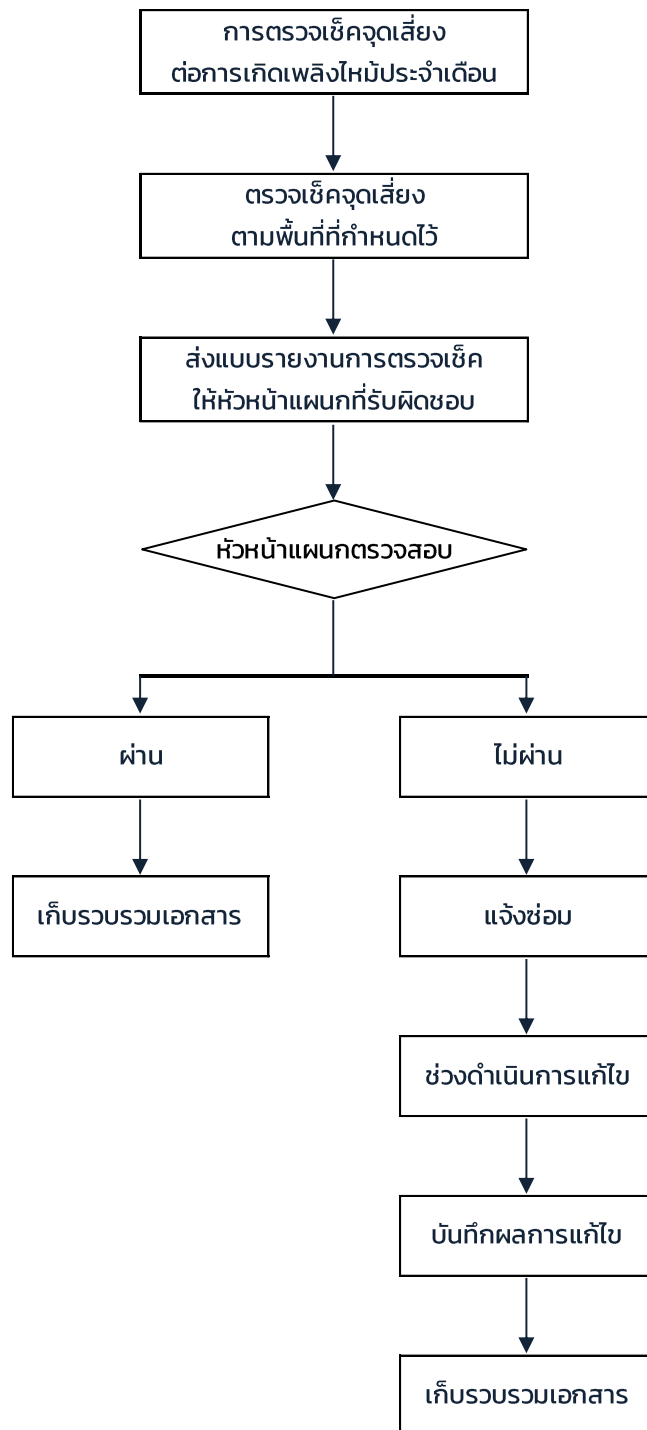 การตรวจเช็คจุดเสี่ยง
ต่อการเกิดเพลิงไหม้ประจำเดือน
ตรวจเช็คจุดเสี่ยง
ตามพื้นที่ที่กำหนดไว้
ส่งแบบรายงานการตรวจเช็ค
ให้หัวหน้าแผนกที่รับผิดชอบ
หัวหน้าแผนกตรวจสอบ
ผ่าน
ไม่ผ่าน
เก็บรวบรวมเอกสาร
แจ้งซ่อม
ช่วงดำเนินการแก้ไข
บันทึกผลการแก้ไข
เก็บรวบรวมเอกสาร